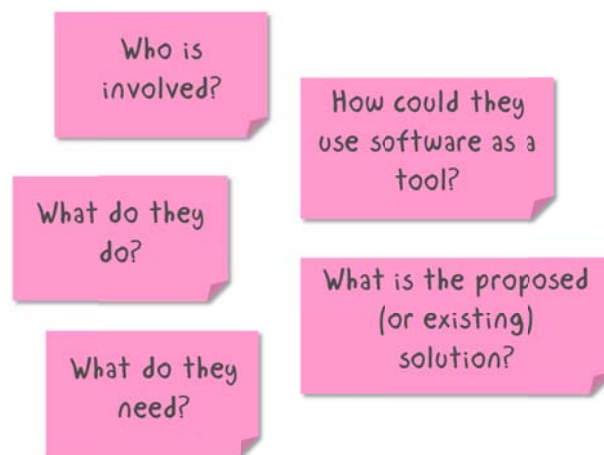 Who is
involved?
What do they
do?
What do they
need?
How could they
use software as a
tool?
What is the proposed
(or existing)
solution?